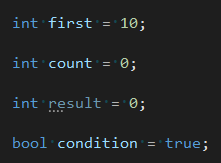 int first = 10;
int count = 0;
int result = 0;
bool condition = true;